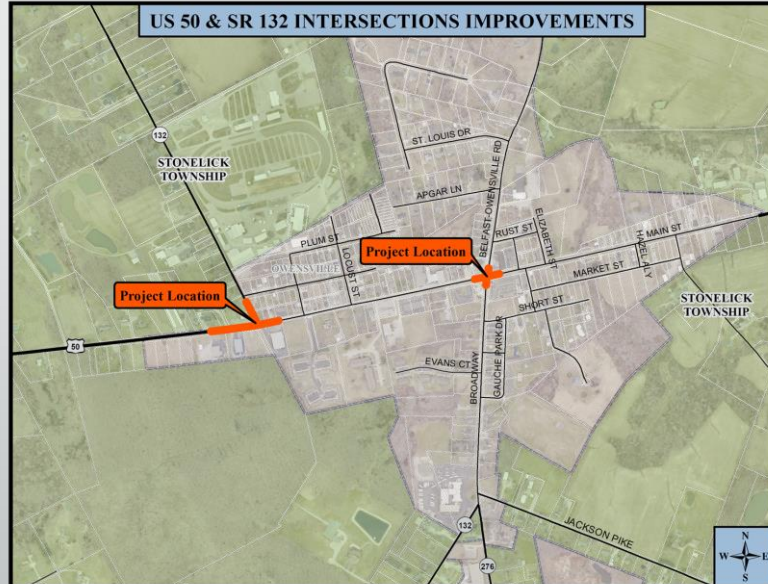 US 50 & SR 132 INTERSECTIONS IMPROVEMENTS
132
STONELICK
TOWNSHIP
ST. LOUIS DR
BELFAST-OWENSVILLE RD
APGAR LN
RUST ST
ELIZABETH ST
MAIN ST
HAZEL ALY
PLUM ST
LOCUST ST
OWENSVILLE
Project Location
MARKET ST
Project Location
SHORT ST
STONELICK
TOWNSHIP
50
EVANS CT
BROADWAY
GAUCHE PARK DR
132
276
JACKSON PIKE
N
W E
S